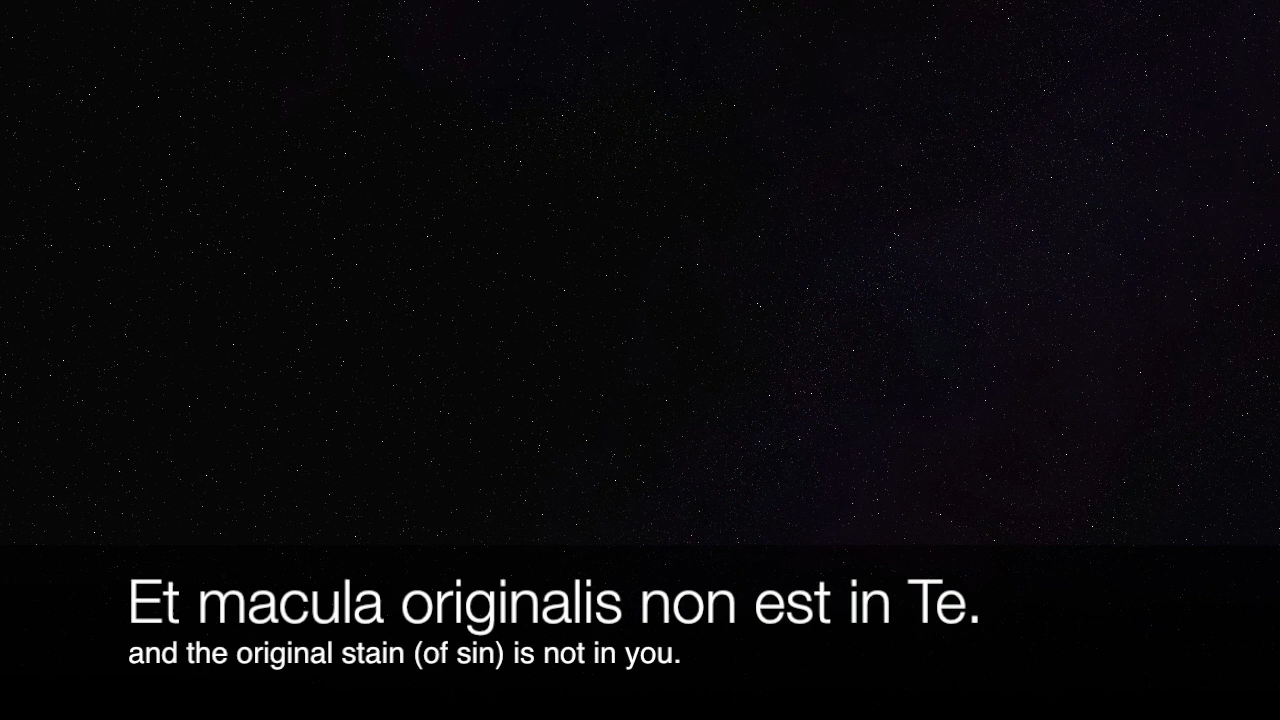 Et macula originalis non est in Te.
and the original stain (of sin) is not in you.